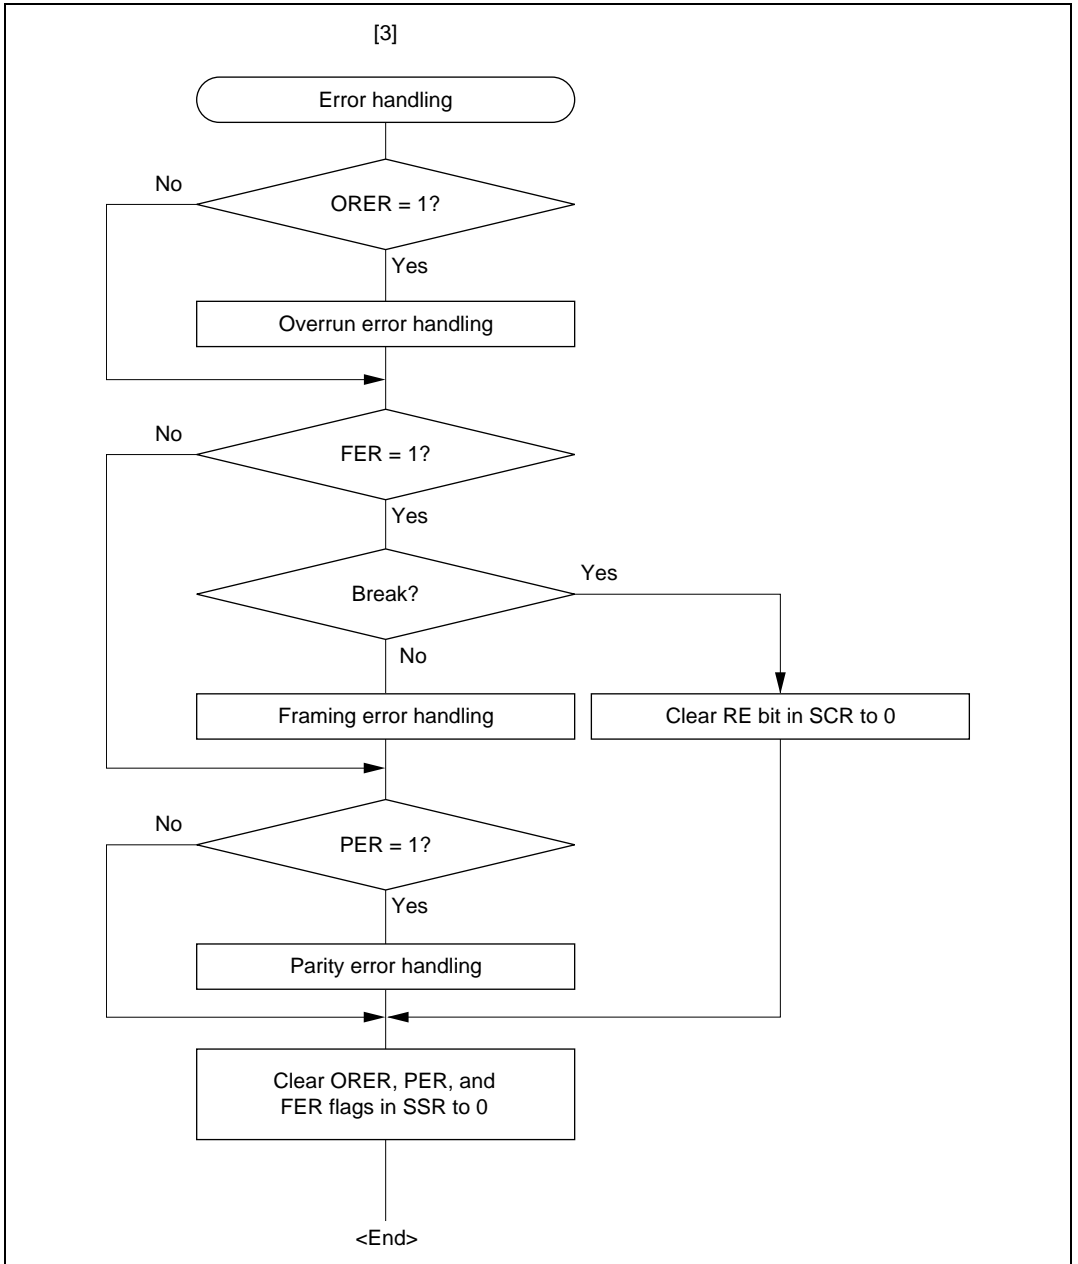 [3]
Error handling
No
ORER = 1?
Yes
Overrun error handling
No
FER = 1?
Yes
Break?
Yes
No
Framing error handling
Clear RE bit in SCR to 0
No
PER = 1?
Yes
Parity error handling
Clear ORER, PER, and
FER flags in SSR to 0
<End>